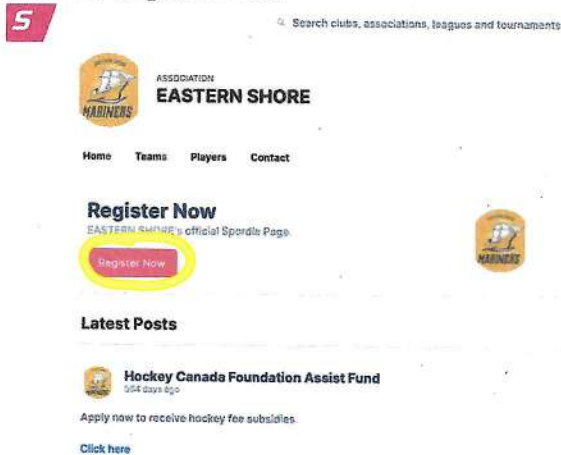 S
Search clubs, associations, leagues and tournaments
MARINERS
ASSOCIATION
EASTERN SHORE
Home Teams Players Contact
Register Now
EASTERN SHORE's official Spordle Page.
Register Now
MARINERS
Latest Posts
Hockey Canada Foundation Assist Fund
564 days ago
Apply now to receive hockey fee subsidies.
Click here